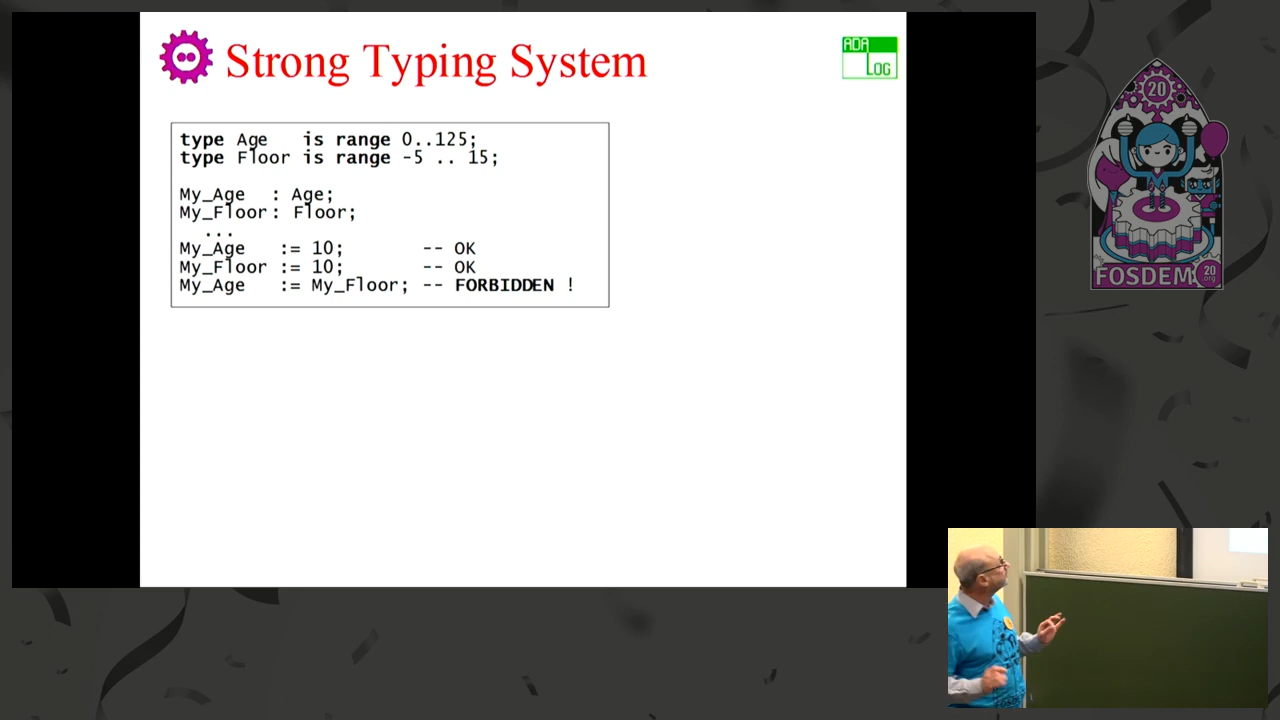 Strong Typing System
ADA
LOG
type Age   is range 0..125;
type Floor is range -5 .. 15;
My_Age   : Age;
My_Floor : Floor;
...
My_Age   := 10;       -- OK
My_Floor := 10;       -- OK
My_Age   := My_Floor; -- FORBIDDEN !
20
FOSDEM
20
.org